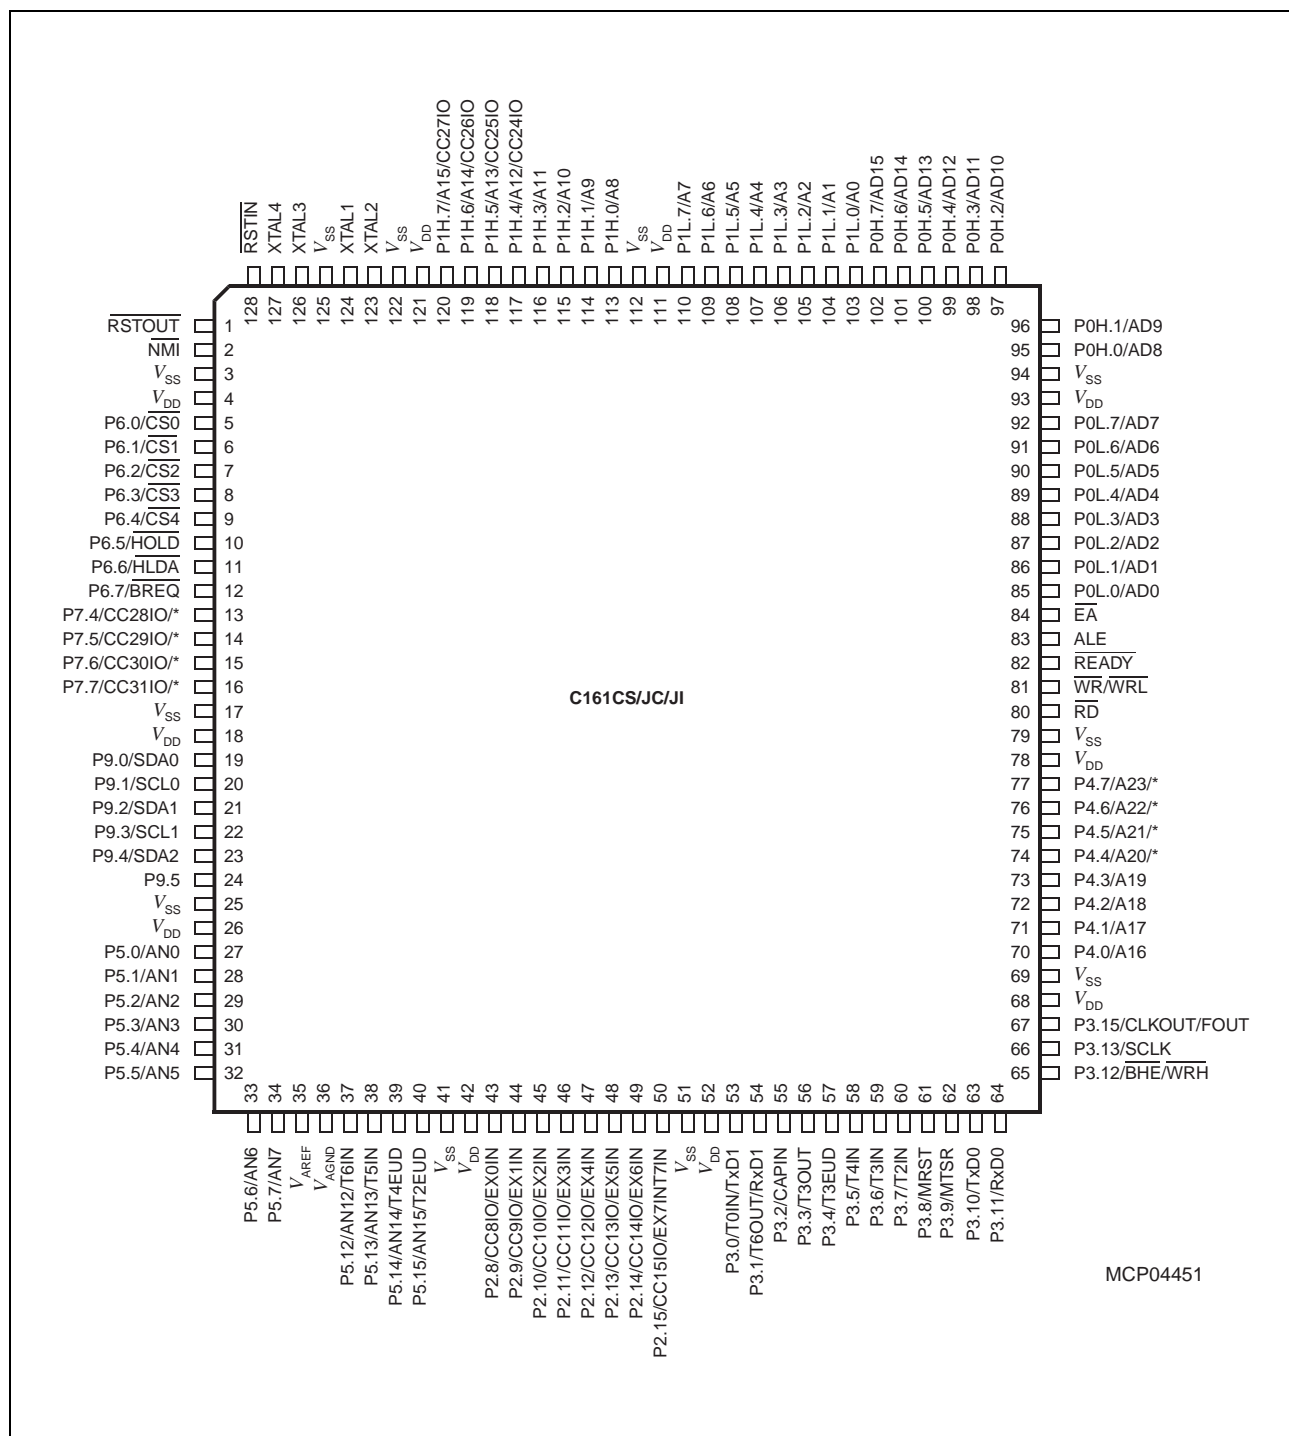 RSTIN
XTAL4
XTAL3
VSS
XTAL1
XTAL2
VSS
VDD
P1H.7/A15/CC27IO
P1H.6/A14/CC26IO
P1H.5/A13/CC25IO
P1H.4/A12/CC24IO
P1H.3/A11
P1H.2/A10
P1H.1/A9
P1H.0/A8
VSS
VDD
P1L.7/A7
P1L.6/A6
P1L.5/A5
P1L.4/A4
P1L.3/A3
P1L.2/A2
P1L.1/A1
P1L.0/A0
P0H.7/AD15
P0H.6/AD14
P0H.5/AD13
P0H.4/AD12
P0H.3/AD11
P0H.2/AD10
128
127
126
125
124
123
122
121
120
119
118
117
116
115
114
113
112
111
110
109
108
107
106
105
104
103
102
101
100
99
98
97
RSTOUT 1
NMI 2
VSS 3
VDD 4
P6.0/CS0 5
P6.1/CS1 6
P6.2/CS2 7
P6.3/CS3 8
P6.4/CS4 9
P6.5/HOLD 10
P6.6/HLDA 11
P6.7/BREQ 12
P7.4/CC28IO/* 13
P7.5/CC29IO/* 14
P7.6/CC30IO/* 15
P7.7/CC31IO/* 16
VSS 17
VDD 18
P9.0/SDA0 19
P9.1/SCL0 20
P9.2/SDA1 21
P9.3/SCL1 22
P9.4/SDA2 23
P9.5 24
VSS 25
VDD 26
P5.0/AN0 27
P5.1/AN1 28
P5.2/AN2 29
P5.3/AN3 30
P5.4/AN4 31
P5.5/AN5 32
C161CS/JC/JI
96 P0H.1/AD9
95 P0H.0/AD8
94 VSS
93 VDD
92 P0L.7/AD7
91 P0L.6/AD6
90 P0L.5/AD5
89 P0L.4/AD4
88 P0L.3/AD3
87 P0L.2/AD2
86 P0L.1/AD1
85 P0L.0/AD0
84 EA
83 ALE
82 READY
81 WR/WRL
80 RD
79 VSS
78 VDD
77 P4.7/A23/*
76 P4.6/A22/*
75 P4.5/A21/*
74 P4.4/A20/*
73 P4.3/A19
72 P4.2/A18
71 P4.1/A17
70 P4.0/A16
69 VSS
68 VDD
67 P3.15/CLKOUT/FOUT
66 P3.13/SCLK
65 P3.12/BHE/WRH
33
34
35
36
37
38
39
40
41
42
43
44
45
46
47
48
49
50
51
52
53
54
55
56
57
58
59
60
61
62
63
64
P5.6/AN6
P5.7/AN7
VAREF
VAGND
P5.12/AN12/T6IN
P5.13/AN13/T5IN
P5.14/AN14/T4EUD
P5.15/AN15/T2EUD
VSS
VDD
P2.8/CC8IO/EX0IN
P2.9/CC9IO/EX1IN
P2.10/CC10IO/EX2IN
P2.11/CC11IO/EX3IN
P2.12/CC12IO/EX4IN
P2.13/CC13IO/EX5IN
P2.14/CC14IO/EX6IN
P2.15/CC15IO/EX7INT7IN
VSS
VDD
P3.0/T0IN/TxD1
P3.1/T6OUT/RxD1
P3.2/CAPIN
P3.3/T3OUT
P3.4/T3EUD
P3.5/T4IN
P3.6/T3IN
P3.7/T2IN
P3.8/MRST
P3.9/MTSR
P3.10/TxD0
P3.11/RxD0
MCP04451